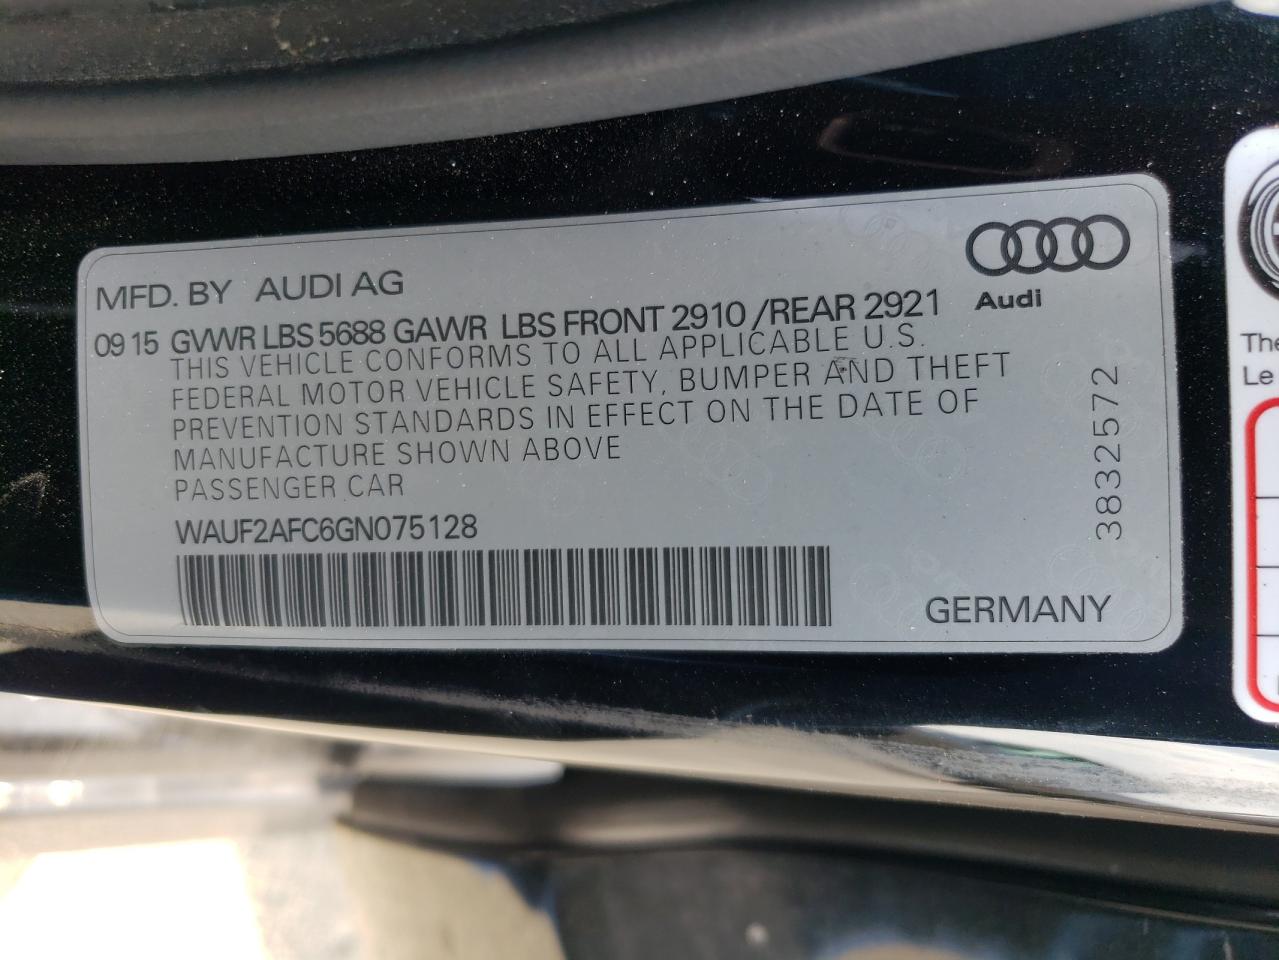 MFD. BY AUDI AG
Audi
09 15 GVWR LBS 5688 GAWR LBS FRONT 2910 /REAR 2921
THIS VEHICLE CONFORMS TO ALL APPLICABLE U.S.
FEDERAL MOTOR VEHICLE SAFETY, BUMPER AND THEFT
PREVENTION STANDARDS IN EFFECT ON THE DATE OF
MANUFACTURE SHOWN ABOVE
PASSENGER CAR
WAUF2AFC6GN075128
3832572
GERMANY
The
Le